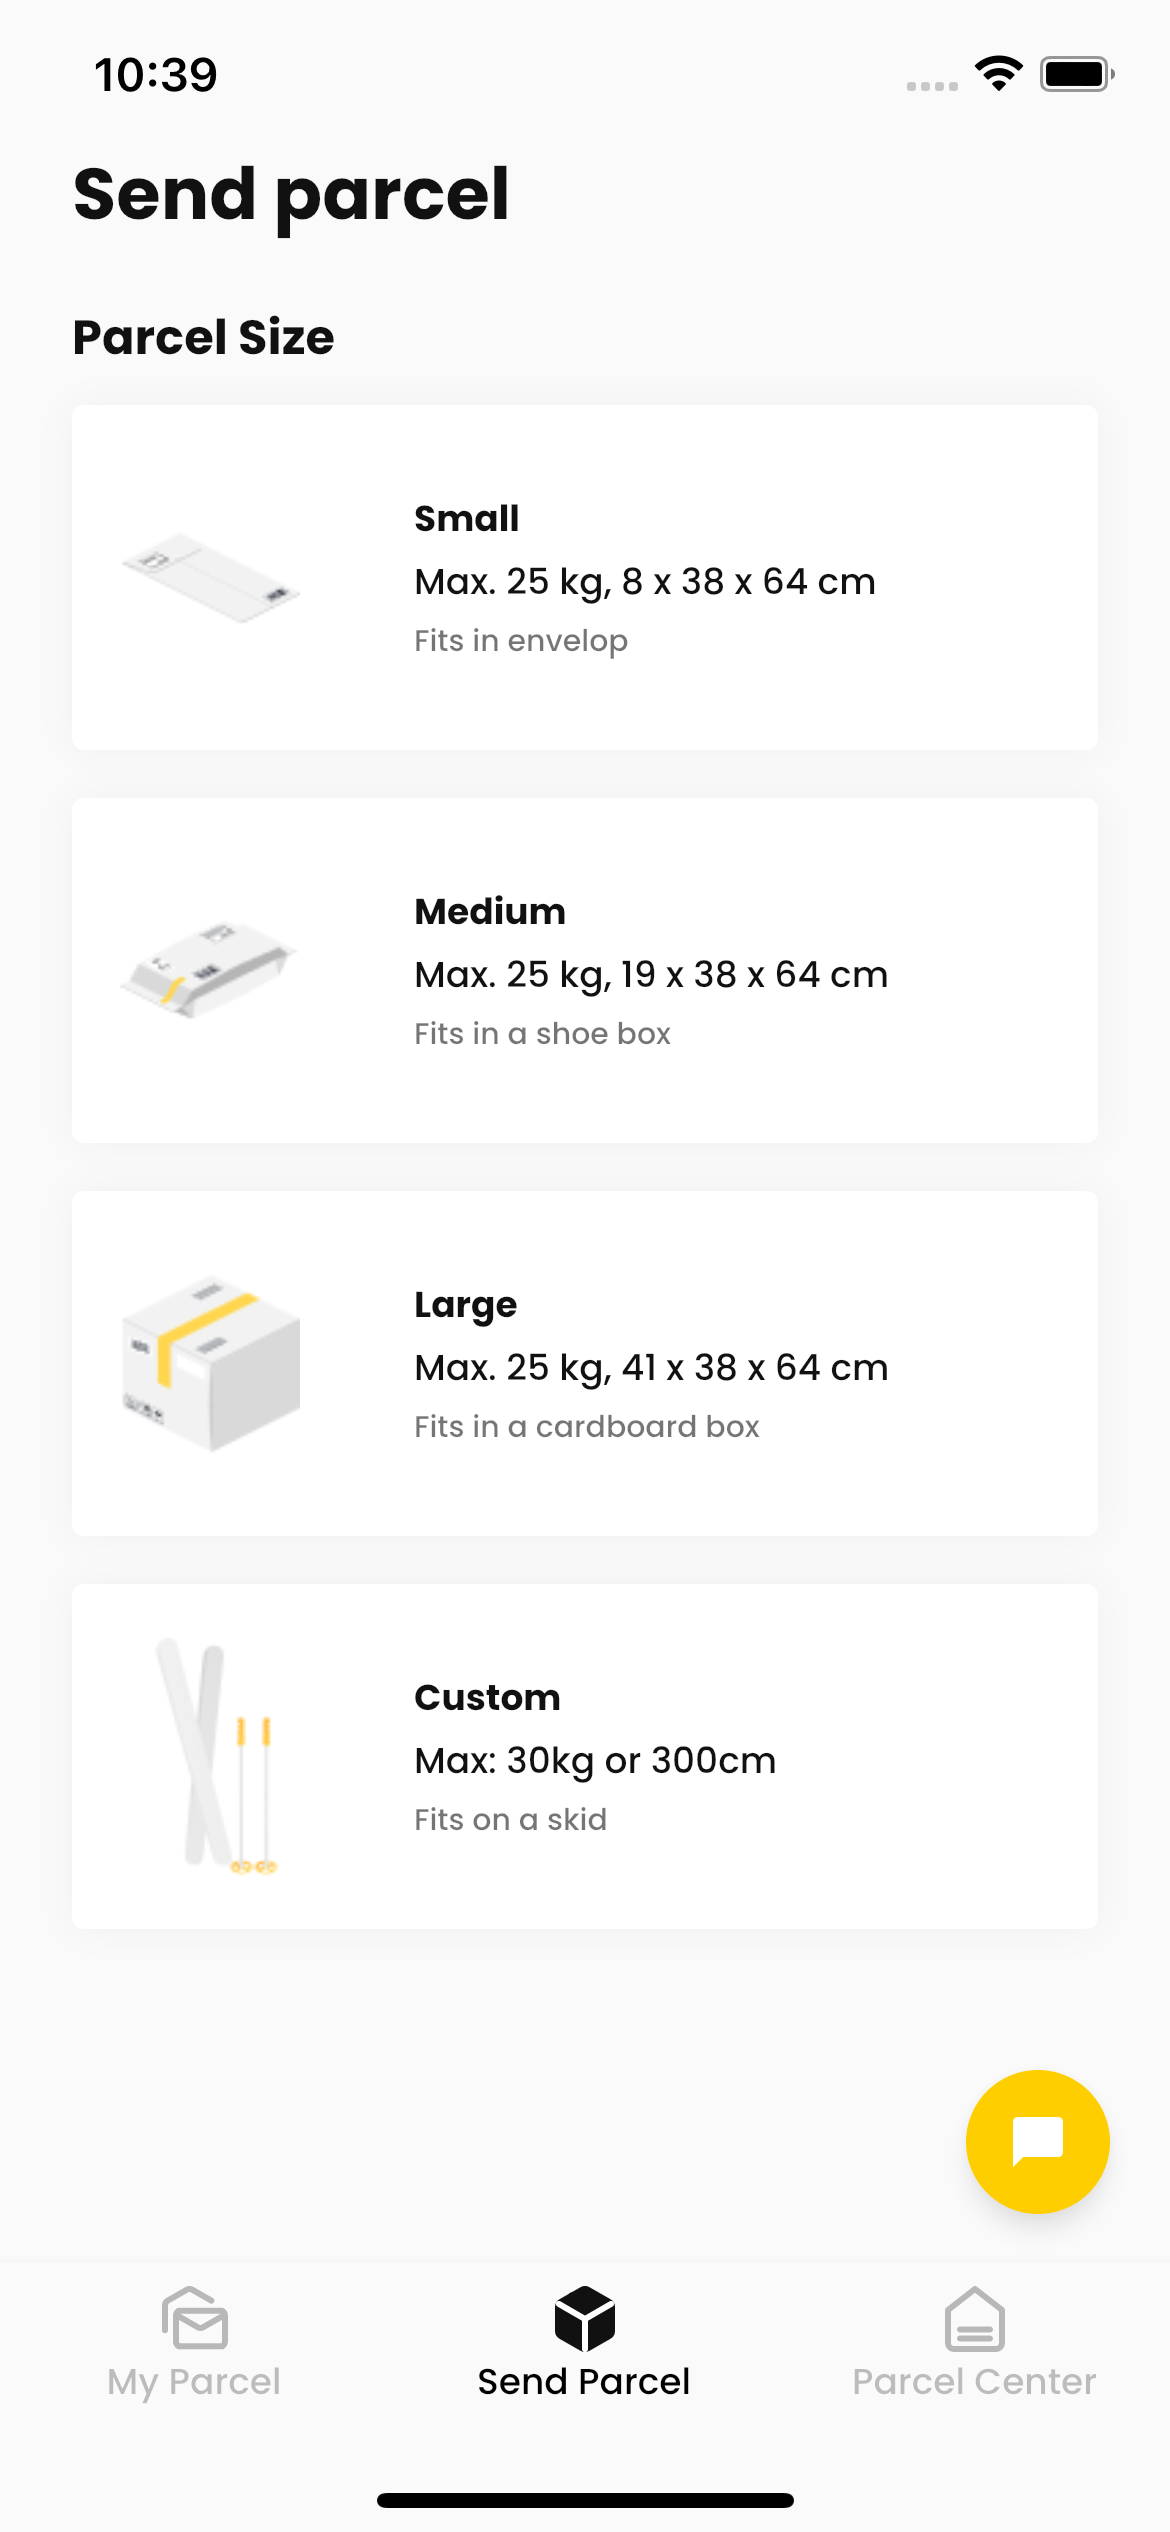 10:39
Send parcel
Parcel Size
Small
Max. 25 kg, 8 x 38 x 64 cm
Fits in envelop
Medium
Max. 25 kg, 19 x 38 x 64 cm
Fits in a shoe box
Large
Max. 25 kg, 41 x 38 x 64 cm
Fits in a cardboard box
Custom
Max: 30kg or 300cm
Fits on a skid
My Parcel
Send Parcel
Parcel Center